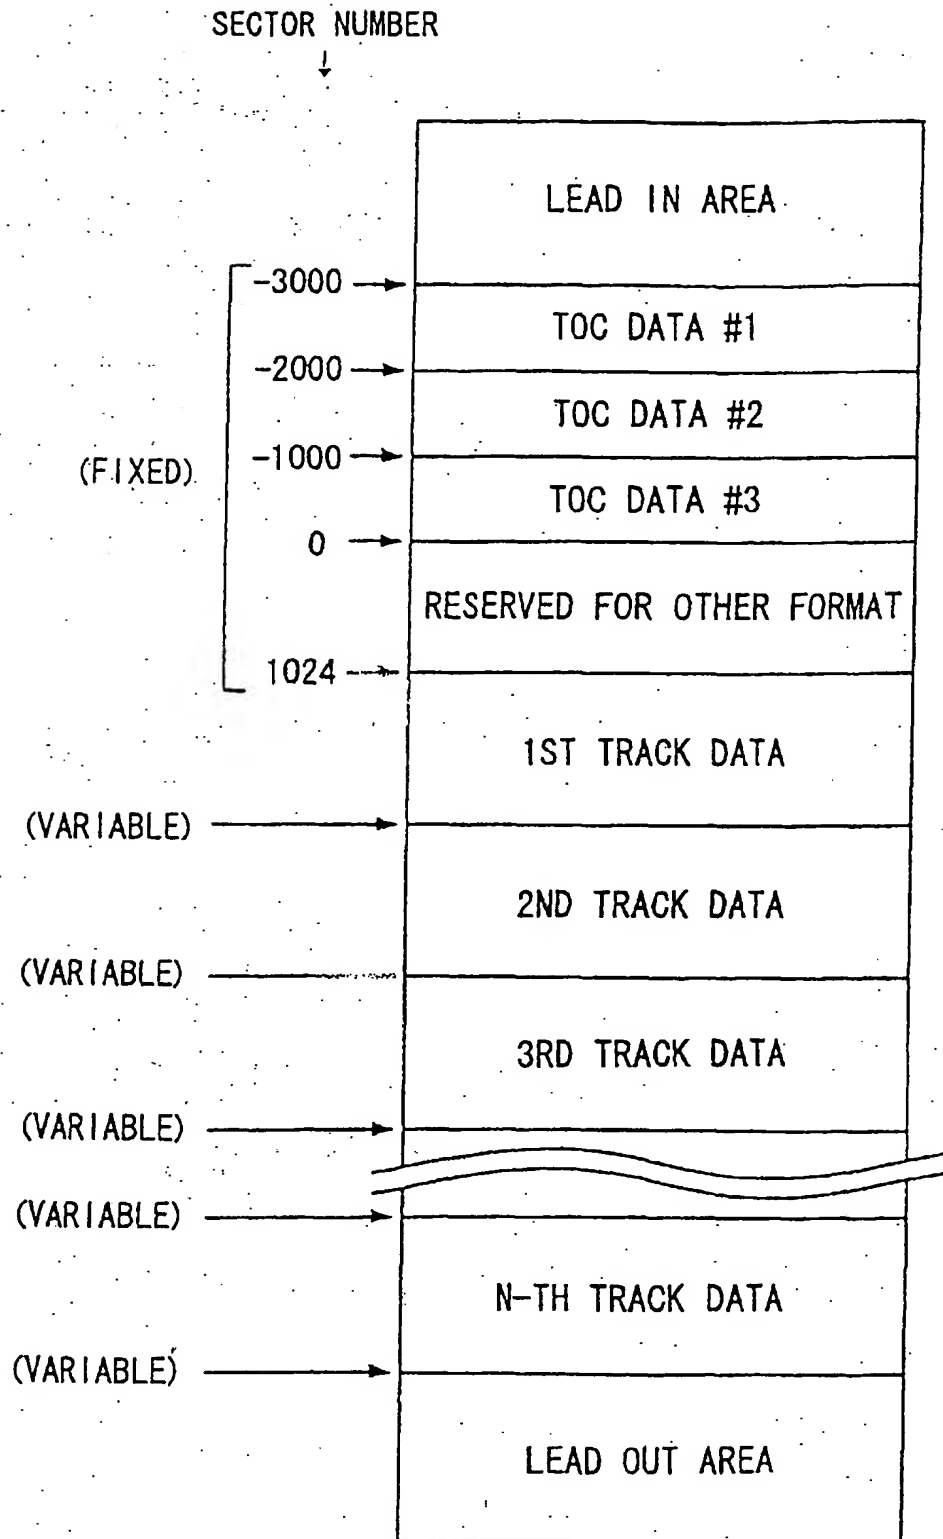 SECTOR NUMBER
LEAD IN AREA
-3000
TOC DATA #1
-2000
TOC DATA #2
(FIXED)
-1000
TOC DATA #3
0
RESERVED FOR OTHER FORMAT
1024
1ST TRACK DATA
(VARIABLE)
2ND TRACK DATA
(VARIABLE)
3RD TRACK DATA
(VARIABLE)
(VARIABLE)
N-TH TRACK DATA
(VARIABLE)
LEAD OUT AREA